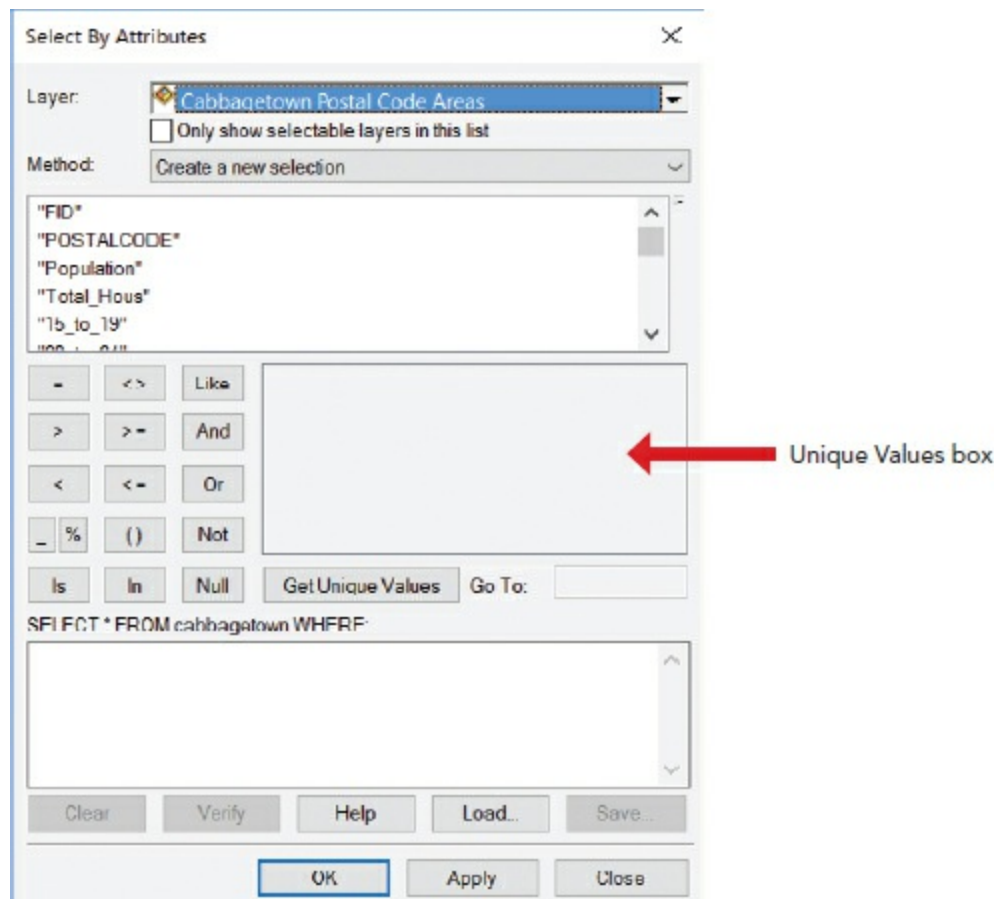 Select By Attributes
Layer: Cabbagetown Postal Code Areas
Only show selectable layers in this list
Method: Create a new selection
"FID"
"POSTALCODE"
"Population"
"Total_Hous"
"15_to_19"
= <> Like
> >= And
< <= Or
_ % () Not
Is In Null Get Unique Values Go To:
Unique Values box
SELECT * FROM cabbagetown WHERE:
Clear Verify Help Load... Save...
OK Apply Close